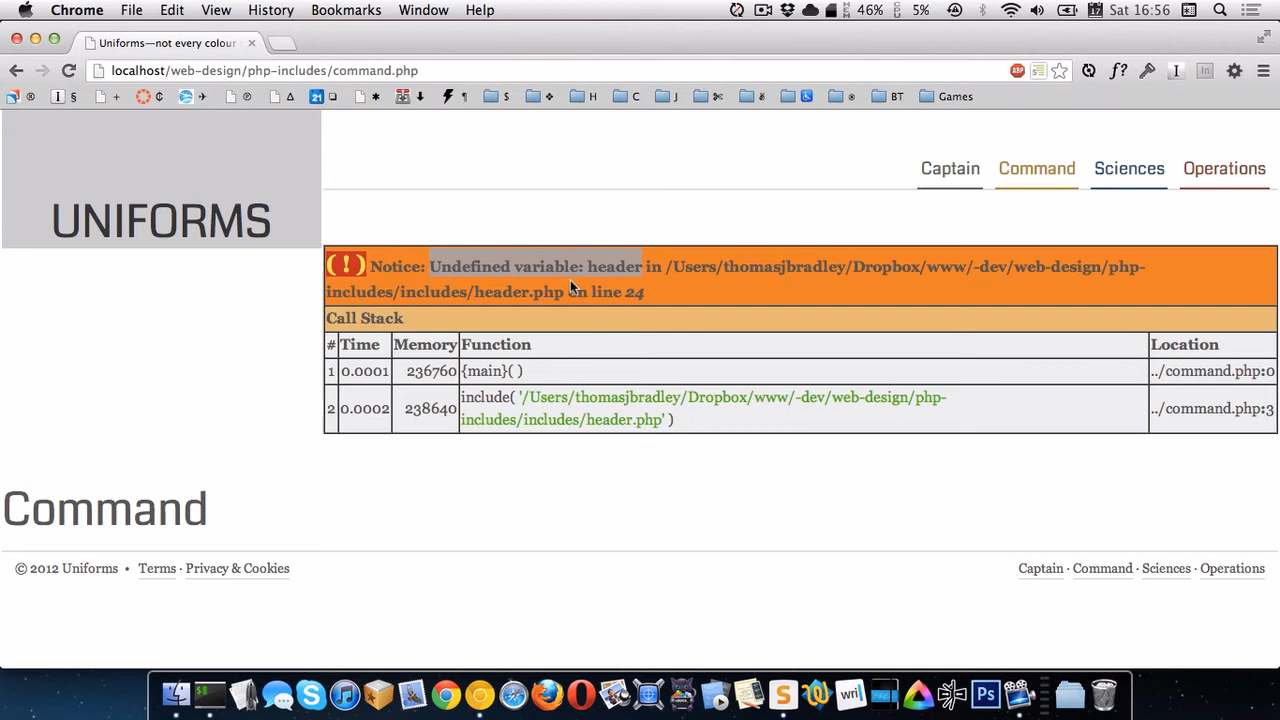 Chrome File Edit View History Bookmarks Window Help 46% 5% Sat 16:56
Uniforms—not every colour
localhost/web-design/php-includes/command.php
ABP f?
$ H C J BT Games
UNIFORMS
Captain Command Sciences Operations
( ! ) Notice: Undefined variable: header in /Users/thomasjbradley/Dropbox/www/-dev/web-design/php-
includes/includes/header.php on line 24
Call Stack
# Time Memory Function Location
1 0.0001 236760 {main}( ) ../command.php:0
2 0.0002 238640 include( '/Users/thomasjbradley/Dropbox/www/-dev/web-design/php-
includes/includes/header.php' ) ../command.php:3
Command
© 2012 Uniforms • Terms · Privacy & Cookies Captain · Command · Sciences · Operations
wri Ps